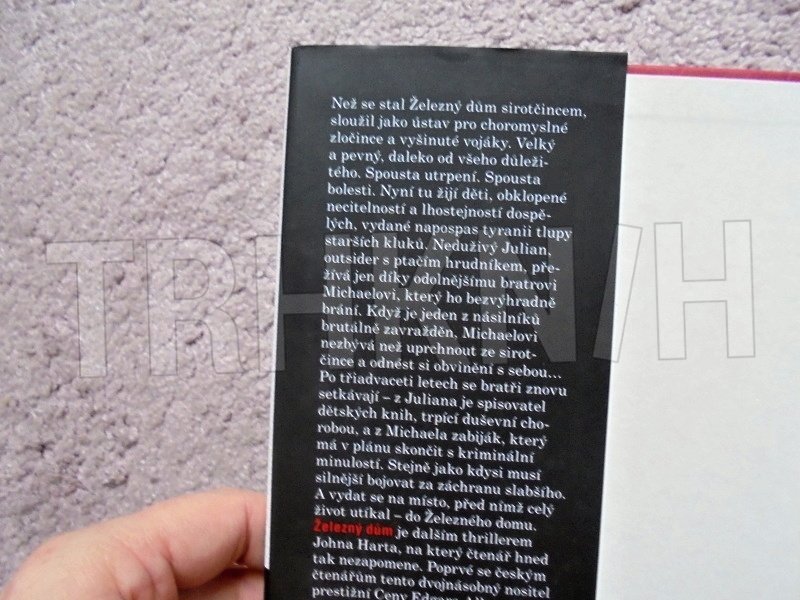 Než se stal Železný dům sirotčincem,
sloužil jako ústav pro choromyslné
zločince a vyšinuté vojáky. Velký
a pevný, daleko od všeho důleži-
tého. Spousta utrpení. Spousta
bolesti. Nyní tu žijí děti, obklopené
necitelností a lhostejností dospě-
lých, vydané napospas tyranii tlupy
starších kluků. Neduživý Julian,
outsider s ptačím hrudníkem, pře-
žívá jen díky odolnějšímu bratrovi
Michaelovi, který ho bezvýhradně
brání. Když je jeden z násilníků
brutálně zavražděn, Michaelovi
nezbývá než uprchnout ze sirot-
čince a odnést si obvinění s sebou...
Po třiadvaceti letech se bratři znovu
setkávají – z Juliana je spisovatel
dětských knih, trpící duševní cho-
robou, a z Michaela zabiják, který
má v plánu skončit s kriminální
minulostí. Stejně jako kdysi musí
silnější bojovat za záchranu slabšího.
A vydat se na místo, před nímž celý
život utíkal – do Železného domu.
Železný dům je dalším thrillerem
Johna Harta, na který čtenář hned
tak nezapomene. Poprvé se českým
čtenářům tento dvojnásobný nositel
prestižní Ceny Edgara
TRHKNIH